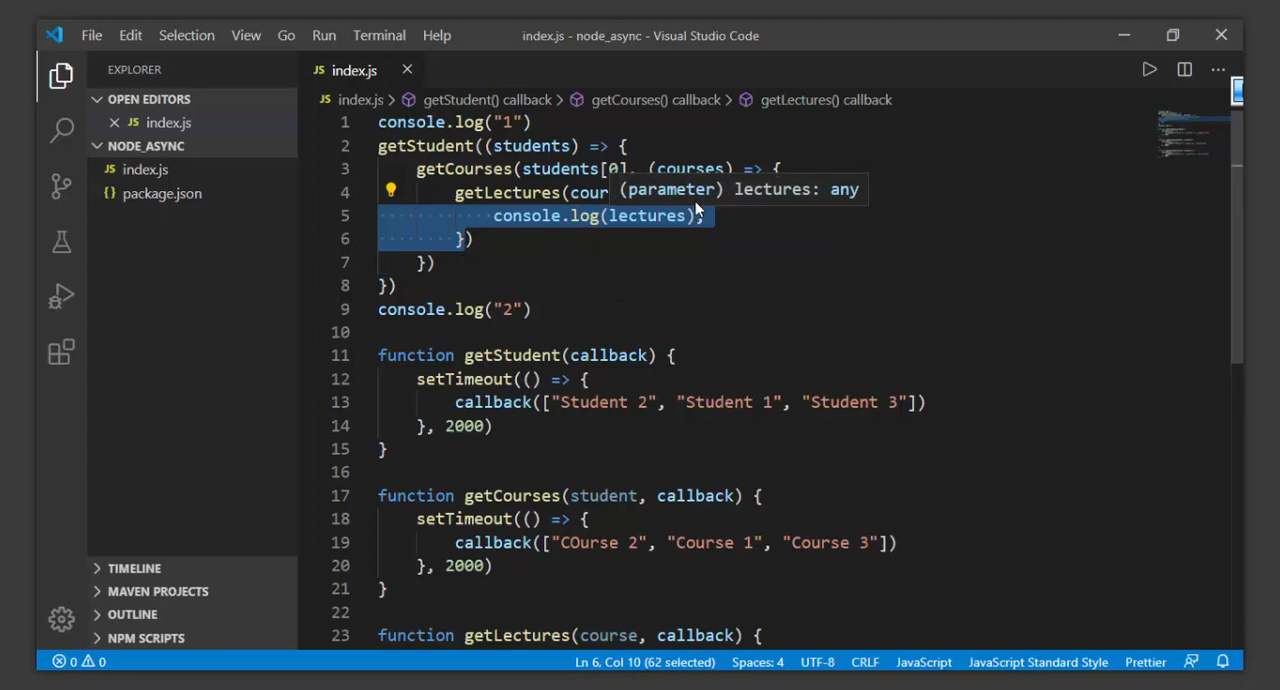 File Edit Selection View Go Run Terminal Help index.js - node_async - Visual Studio Code
EXPLORER
OPEN EDITORS
JS index.js
NODE_ASYNC
JS index.js
{} package.json
TIMELINE
MAVEN PROJECTS
OUTLINE
NPM SCRIPTS
JS index.js
JS index.js > getStudent() callback > getCourses() callback > getLectures() callback
1 console.log("1")
2 getStudent((students) => {
3 getCourses(students[0], (courses) => {
4 getLectures(cour
(parameter) lectures: any
5 console.log(lectures);
6 })
7 })
8 })
9 console.log("2")
10
11 function getStudent(callback) {
12 setTimeout(() => {
13 callback(["Student 2", "Student 1", "Student 3"])
14 }, 2000)
15 }
16
17 function getCourses(student, callback) {
18 setTimeout(() => {
19 callback(["COurse 2", "Course 1", "Course 3"])
20 }, 2000)
21 }
22
23 function getLectures(course, callback) {
0 0 Ln 6, Col 10 (62 selected) Spaces: 4 UTF-8 CRLF JavaScript JavaScript Standard Style Prettier